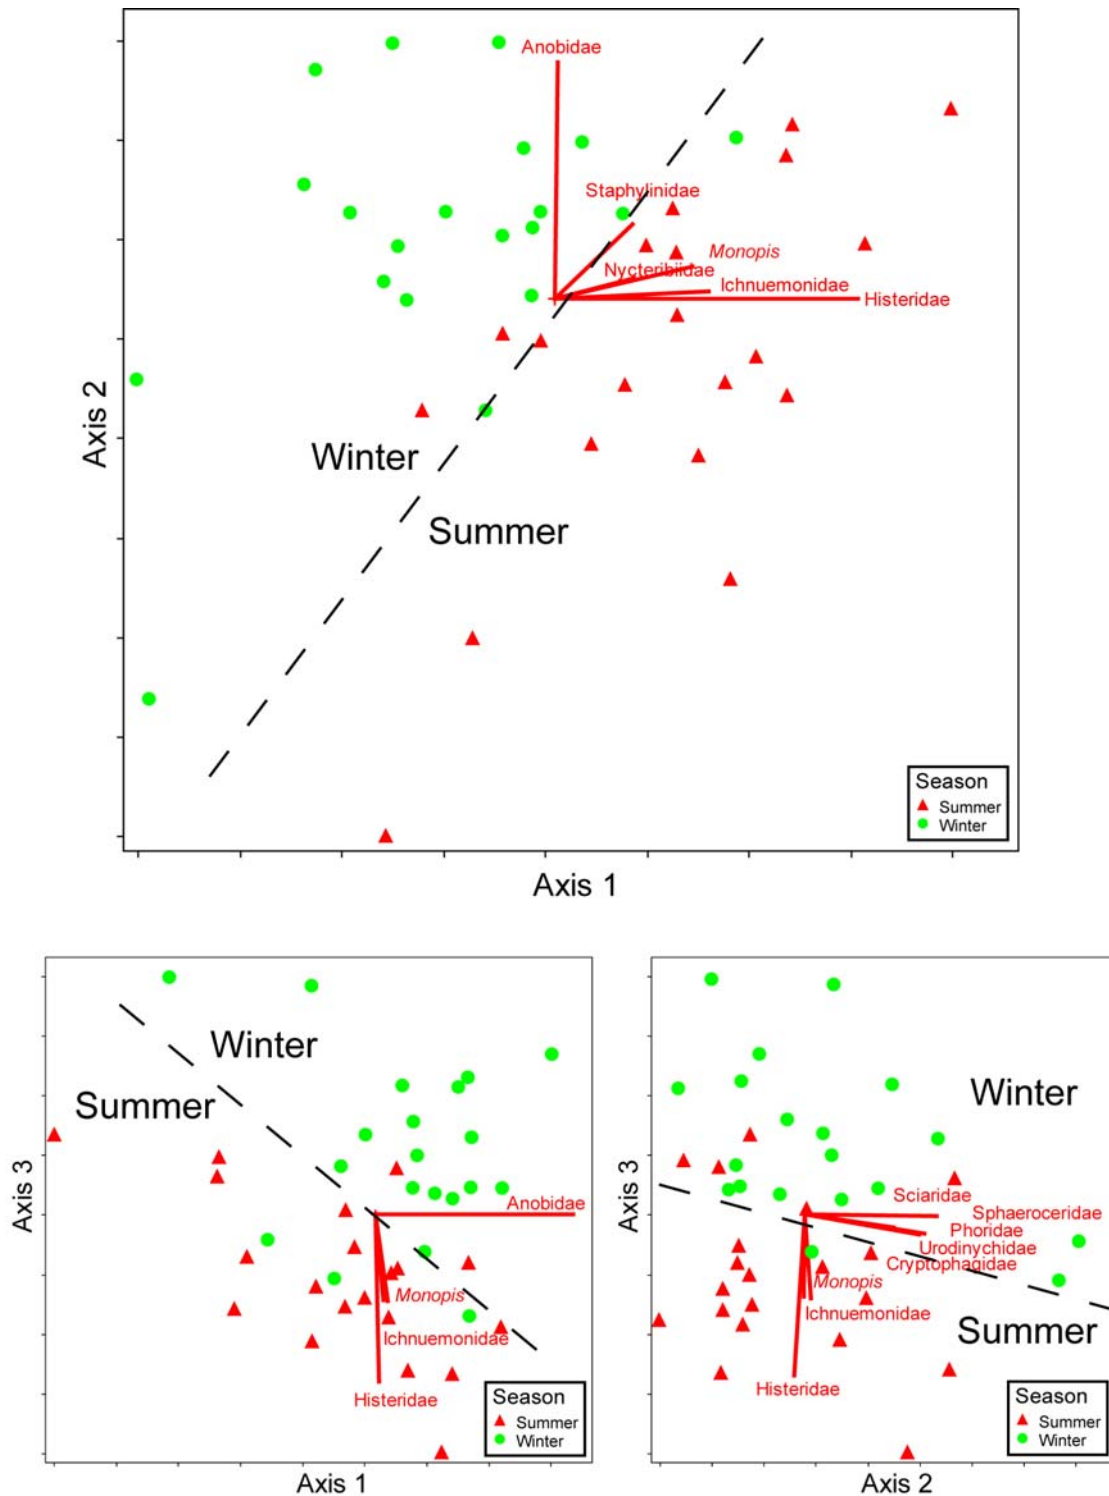 Anobidae
Staphylinidae
Monopis
Nycteribiidae
Ichnuemonidae
Histeridae
Axis 2
Winter
Summer
Season
Summer
Winter
Axis 1
Winter
Summer
Axis 3
Anobidae
Monopis
Ichnuemonidae
Histeridae
Season
Summer
Winter
Axis 1
Winter
Axis 3
Sciaridae
Sphaeroceridae
Phoridae
Urodinychidae
Cryptophagidae
Monopis
Ichnuemonidae
Summer
Histeridae
Season
Summer
Winter
Axis 2